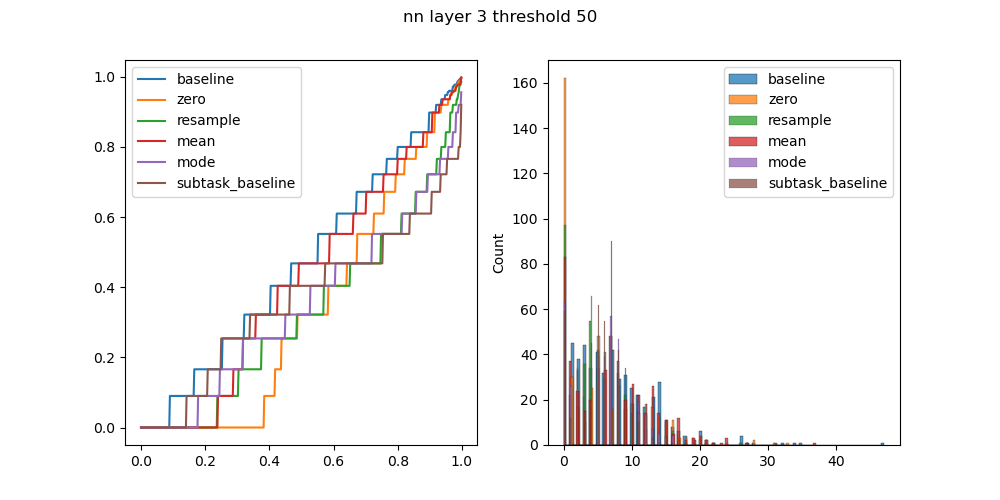 nn layer 3 threshold 50
baseline
zero
resample
mean
mode
subtask_baseline
1.0
0.8
0.6
0.4
0.2
0.0
0.0 0.2 0.4 0.6 0.8 1.0
baseline
zero
resample
mean
mode
subtask_baseline
Count
160
140
120
100
80
60
40
20
0
0 10 20 30 40